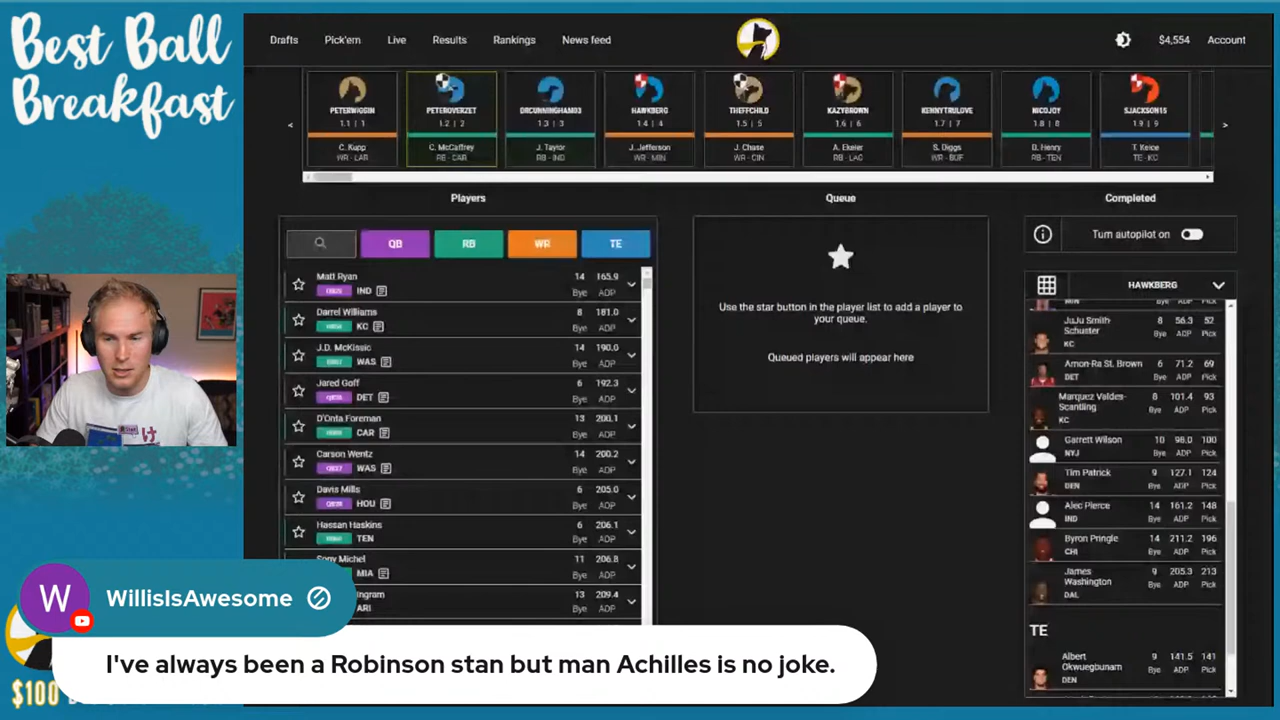 Best Ball
Breakfast
Drafts Pick'em Live Results Rankings News feed $4,554 Account
PETERWIGGIN
1.1 | 1
C. Kupp
WR - LAR
PETEROVERZET
1.2 | 2
C. McCaffrey
RB - CAR
DRCUNNINGHAM03
1.3 | 3
J. Taylor
RB - IND
HAWKBERG
1.4 | 4
J. Jefferson
WR - MIN
THEFFCHILD
1.5 | 5
J. Chase
WR - CIN
KAZYBROWN
1.6 | 6
A. Ekeler
RB - LAC
KENNYTRULOVE
1.7 | 7
S. Diggs
WR - BUF
NICOJOY
1.8 | 8
D. Henry
RB - TEN
SJACKSON15
1.9 | 9
T. Kelce
TE - KC
< >
Players
QB RB WR TE
Matt Ryan 14 165.9
IND Bye ADP
Darrel Williams 8 181.0
KC Bye ADP
J.D. McKissic 14 190.0
WAS Bye ADP
Jared Goff 6 192.3
DET Bye ADP
D'Onta Foreman 13 200.1
CAR Bye ADP
Carson Wentz 14 200.2
WAS Bye ADP
Davis Mills 6 205.0
HOU Bye ADP
Hassan Haskins 6 206.1
TEN Bye ADP
Sony Michel 11 206.8
MIA Bye ADP
ingram 13 209.4
ARI Bye ADP
Queue
Use the star button in the player list to add a player to
your queue.
Queued players will appear here
Completed
Turn autopilot on
HAWKBERG
MIN Bye ADP Pick
JuJu Smith-
Schuster 8 56.3 52
KC Bye ADP Pick
Amon-Ra St. Brown 6 71.2 69
DET Bye ADP Pick
Marquez Valdes-
Scantling 8 101.4 93
KC Bye ADP Pick
Garrett Wilson 10 98.0 100
NYJ Bye ADP Pick
Tim Patrick 9 127.1 124
DEN Bye ADP Pick
Alec Pierce 14 161.2 148
IND Bye ADP Pick
Byron Pringle 14 211.2 196
CHI Bye ADP Pick
James
Washington 9 205.3 213
DAL Bye ADP Pick
TE
Albert
Okwuegbunam 9 141.5 141
DEN Bye ADP Pick
W
WillisIsAwesome
I've always been a Robinson stan but man Achilles is no joke.
$100